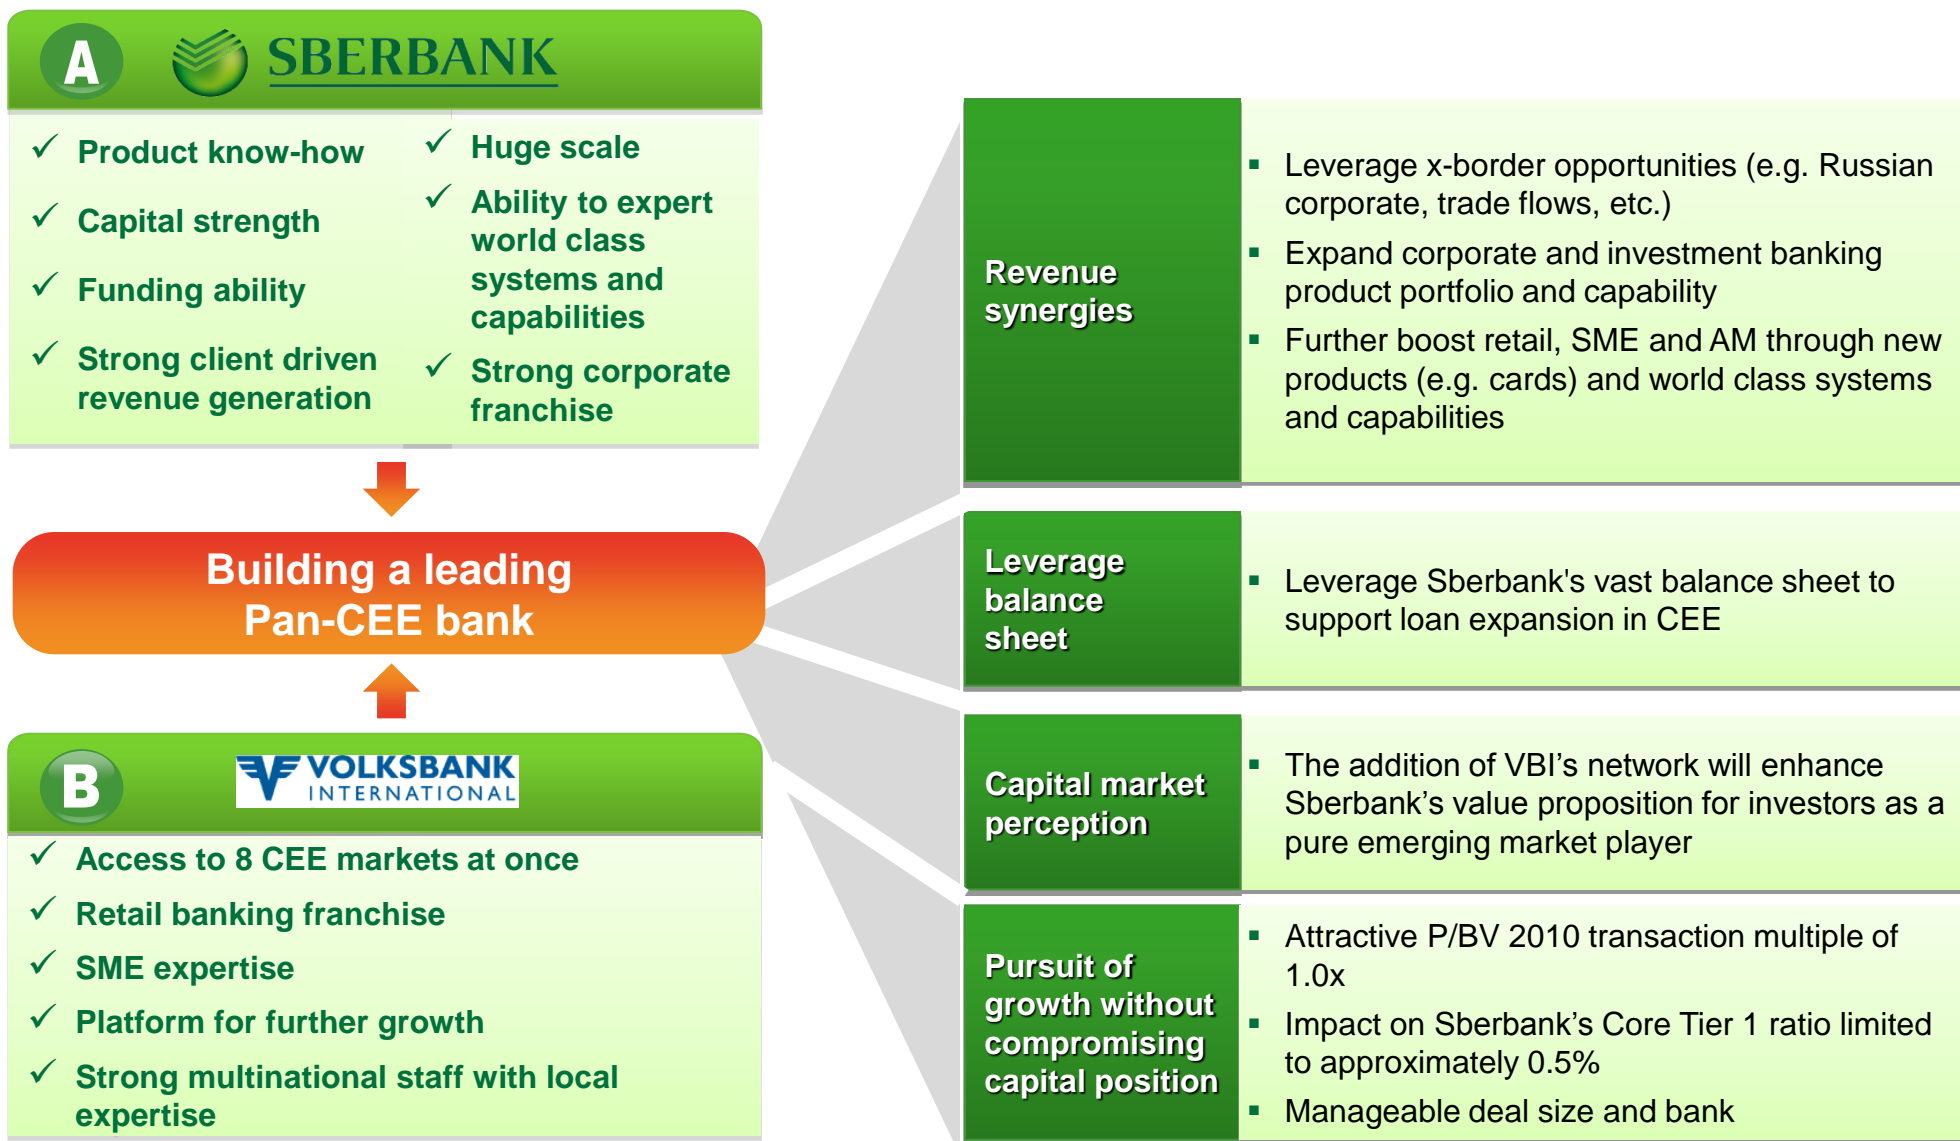 A
SBERBANK
✓ Product know-how
✓ Capital strength
✓ Funding ability
✓ Strong client driven
revenue generation
✓ Huge scale
✓ Ability to expert
world class
systems and
capabilities
✓ Strong corporate
franchise
Building a leading
Pan-CEE bank
B
VOLKSBANK
INTERNATIONAL
✓ Access to 8 CEE markets at once
✓ Retail banking franchise
✓ SME expertise
✓ Platform for further growth
✓ Strong multinational staff with local
expertise
Revenue
synergies
▪ Leverage x-border opportunities (e.g. Russian
corporate, trade flows, etc.)
▪ Expand corporate and investment banking
product portfolio and capability
▪ Further boost retail, SME and AM through new
products (e.g. cards) and world class systems
and capabilities
Leverage
balance
sheet
▪ Leverage Sberbank's vast balance sheet to
support loan expansion in CEE
Capital market
perception
▪ The addition of VBI’s network will enhance
Sberbank’s value proposition for investors as a
pure emerging market player
Pursuit of
growth without
compromising
capital position
▪ Attractive P/BV 2010 transaction multiple of
1.0x
▪ Impact on Sberbank’s Core Tier 1 ratio limited
to approximately 0.5%
▪ Manageable deal size and bank